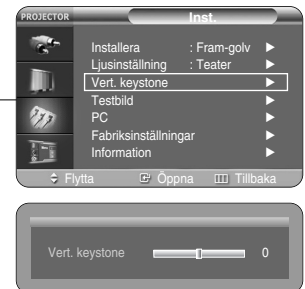 PROJECTOR Inst.
Installera : Fram-golv
Ljusinställning : Teater
Vert. keystone
Testbild
PC
Fabriksinställningar
Information
Flytta Öppna Tillbaka
Vert. keystone 0